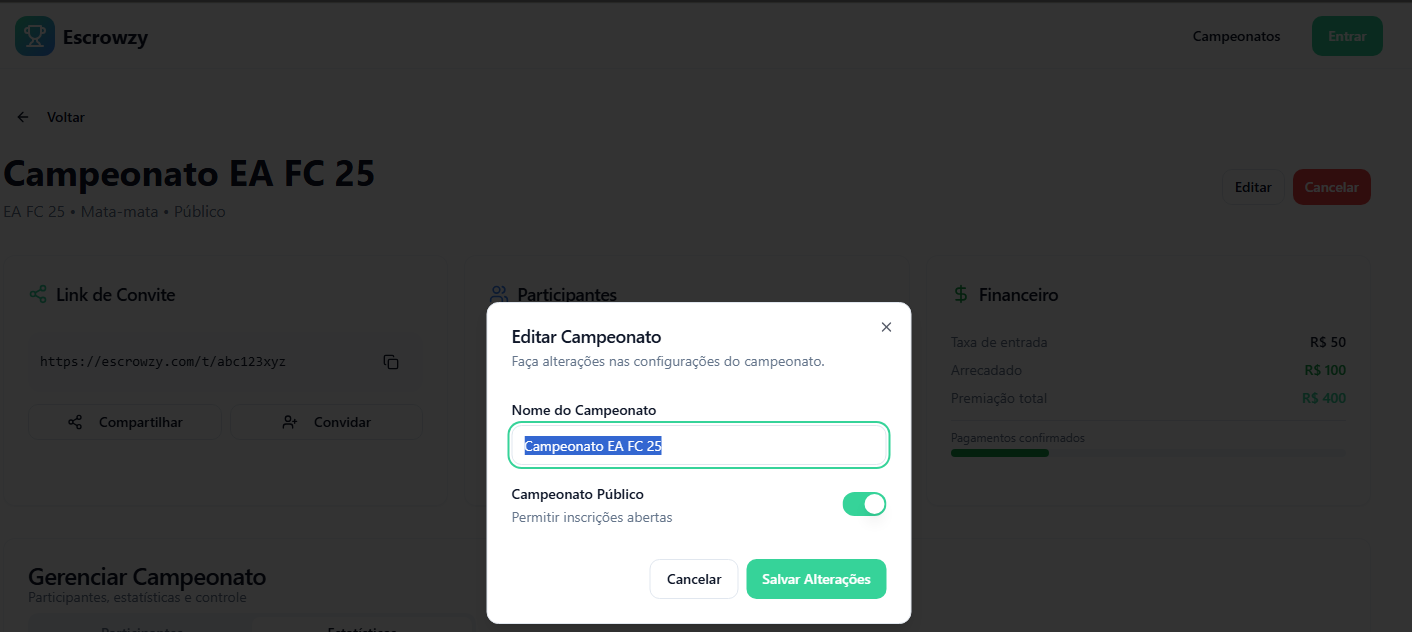 Escrowzy
Campeonatos
Entrar
Voltar
Campeonato EA FC 25
EA FC 25 • Mata-mata • Público
Editar
Cancelar
Link de Convite
https://escrowzy.com/t/abc123xyz
Compartilhar
Convidar
Participantes
Financeiro
Taxa de entrada
R$ 50
Arrecadado
R$ 100
Premiação total
R$ 400
Pagamentos confirmados
Editar Campeonato
Faça alterações nas configurações do campeonato.
Nome do Campeonato
Campeonato EA FC 25
Campeonato Público
Permitir inscrições abertas
Cancelar
Salvar Alterações
Gerenciar Campeonato
Participantes, estatísticas e controle
Participantes
Estatísticas